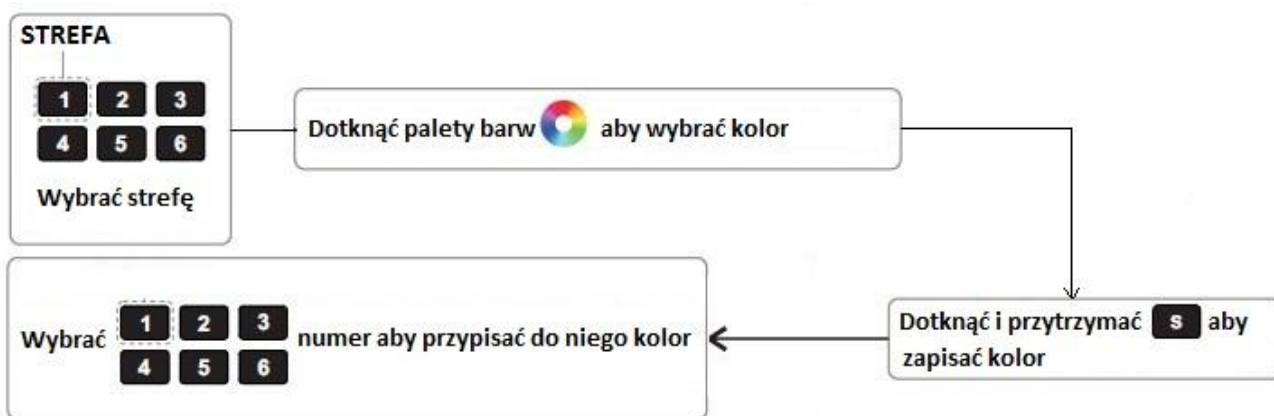 STREFA
1 2 3
4 5 6
Wybrać strefę
Dotknąć palety barw aby wybrać kolor
Dotknąć i przytrzymać S aby
zapisać kolor
Wybrać 1 2 3 numer aby przypisać do niego kolor
4 5 6